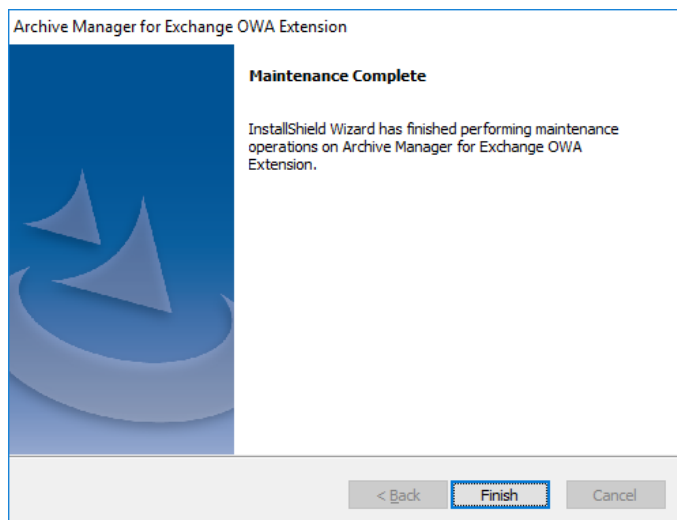 Archive Manager for Exchange OWA Extension
Maintenance Complete
InstallShield Wizard has finished performing maintenance
operations on Archive Manager for Exchange OWA
Extension.
< Back Finish Cancel